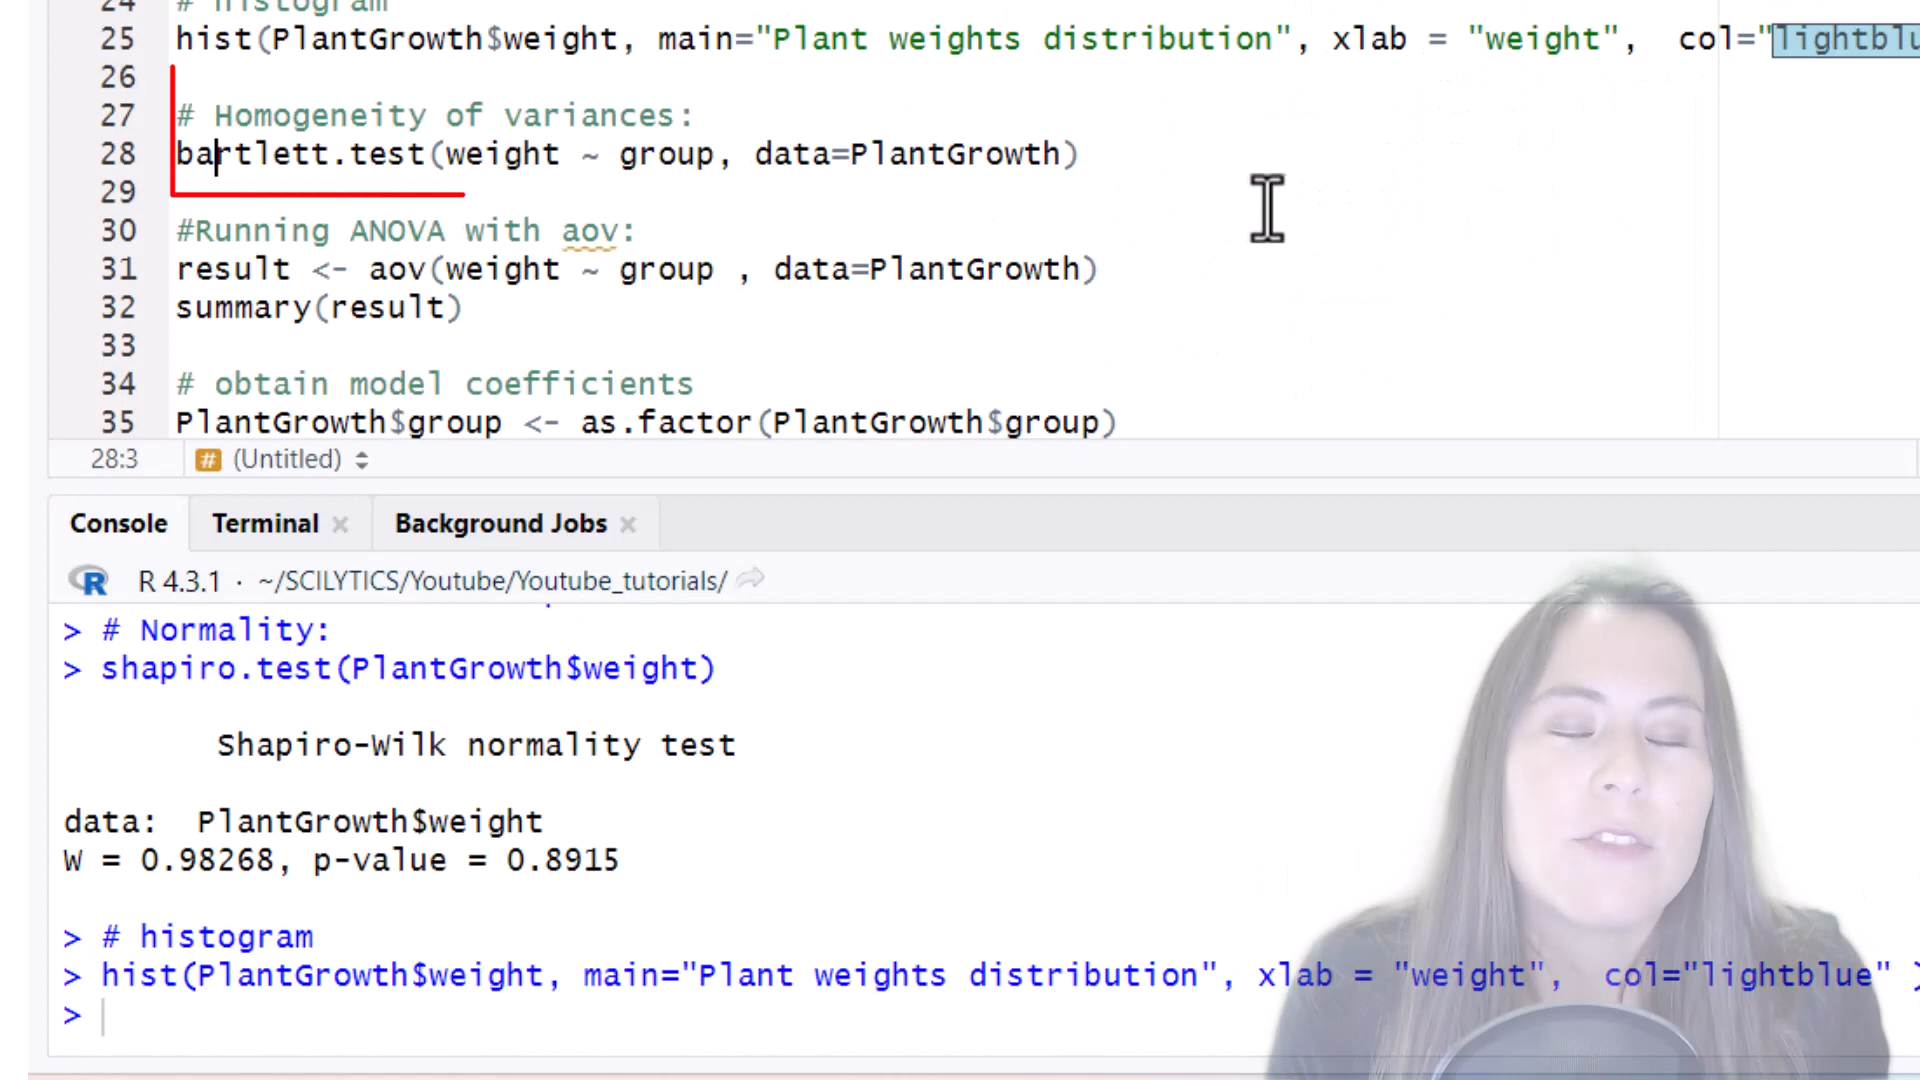 24 # histogram
25 hist(PlantGrowth$weight, main="Plant weights distribution", xlab = "weight",  col="lightblu
26
27 # Homogeneity of variances:
28 bartlett.test(weight ~ group, data=PlantGrowth)
29
30 #Running ANOVA with aov:
31 result <- aov(weight ~ group , data=PlantGrowth)
32 summary(result)
33
34 # obtain model coefficients
35 PlantGrowth$group <- as.factor(PlantGrowth$group)
28:3 # (Untitled)
Console Terminal Background Jobs
R R 4.3.1 · ~/SCILYTICS/Youtube/Youtube_tutorials/
> # Normality:
> shapiro.test(PlantGrowth$weight)
Shapiro-Wilk normality test
data:  PlantGrowth$weight
W = 0.98268, p-value = 0.8915
> # histogram
> hist(PlantGrowth$weight, main="Plant weights distribution", xlab = "weight",  col="lightblue" )
>